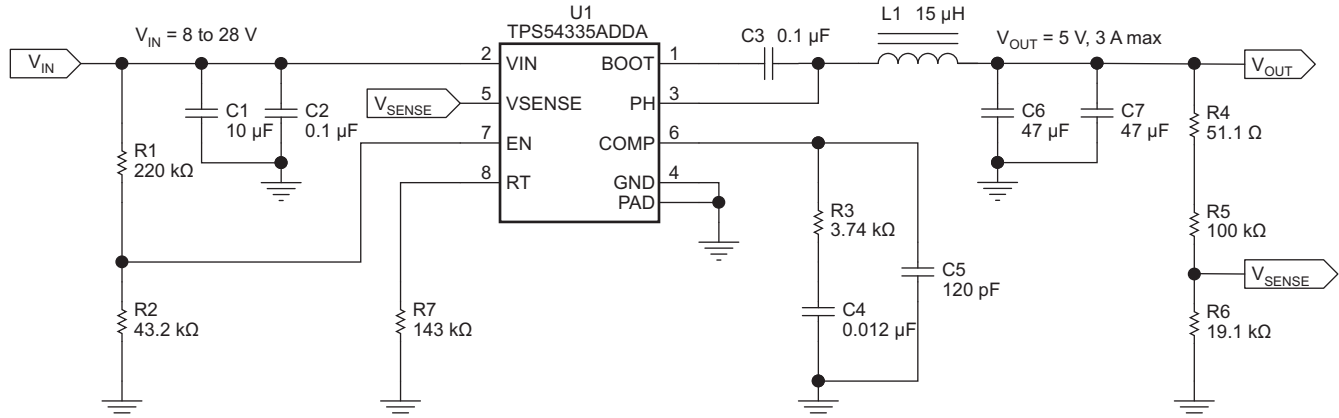 U1
TPS54335ADDA
L1 15 µH
V_IN = 8 to 28 V
C3 0.1 µF
V_OUT = 5 V, 3 A max
V_IN
2 VIN BOOT 1
V_OUT
V_SENSE
5 VSENSE PH 3
C1
10 µF
C2
0.1 µF
C6
47 µF
C7
47 µF
R4
51.1 Ω
7 EN COMP 6
R1
220 kΩ
8 RT GND 4
PAD
R3
3.74 kΩ
R5
100 kΩ
C5
120 pF
V_SENSE
R2
43.2 kΩ
R7
143 kΩ
C4
0.012 µF
R6
19.1 kΩ